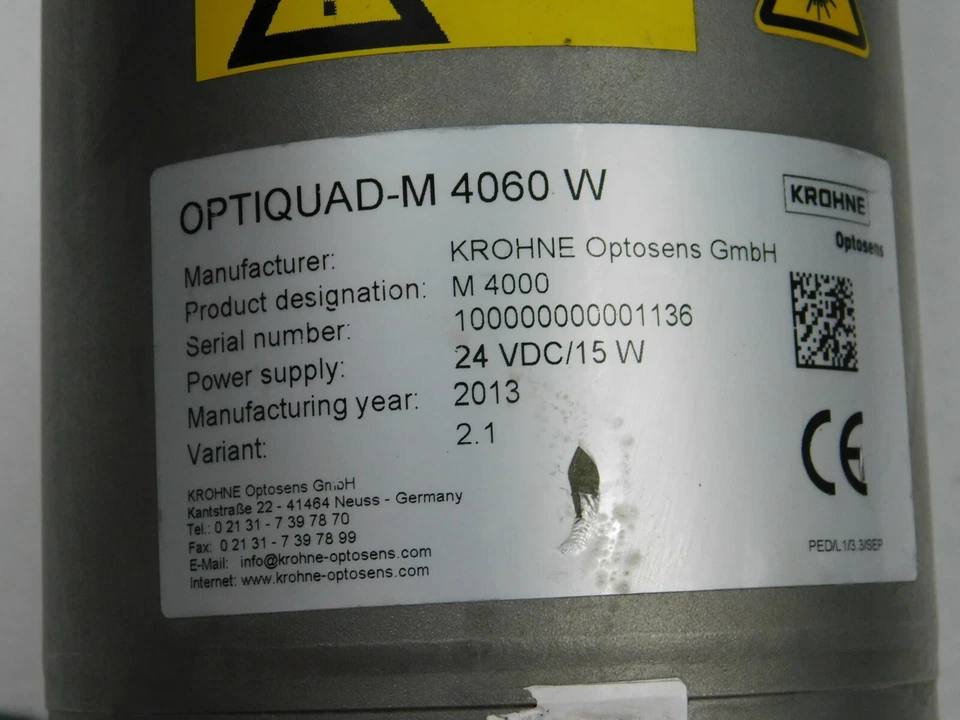 OPTIQUAD-M 4060 W
KROHNE
Optosens
Manufacturer: KROHNE Optosens GmbH
Product designation: M 4000
Serial number: 100000000001136
Power supply: 24 VDC/15 W
Manufacturing year: 2013
Variant: 2.1
KROHNE Optosens GmbH
Kantstraße 22 - 41464 Neuss - Germany
Tel.: 0 21 31 - 7 39 78 70
Fax: 0 21 31 - 7 39 78 99
E-Mail: info@krohne-optosens.com
Internet: www.krohne-optosens.com
CE
PED/L1/3.3/SEP